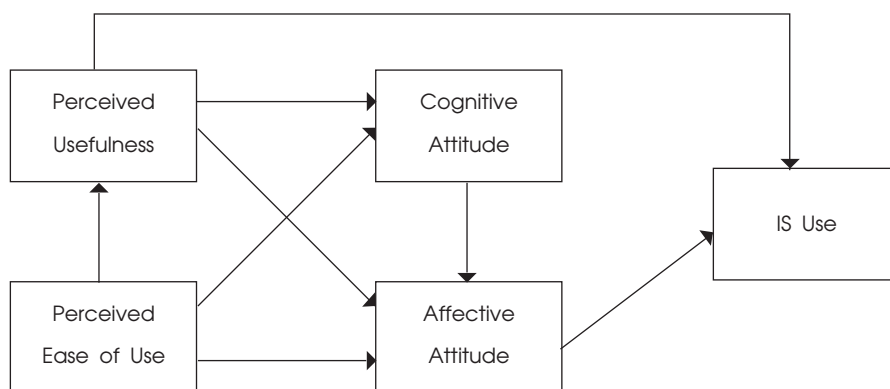 Perceived
Usefulness
Cognitive
Attitude
IS Use
Perceived
Ease of Use
Affective
Attitude